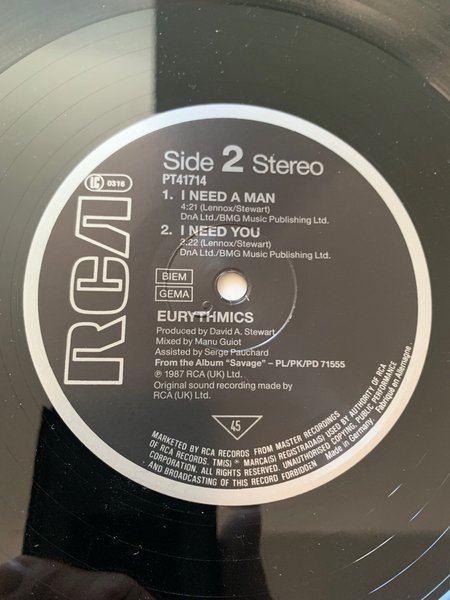 RCA
LC 0316
Side 2 Stereo
PT41714
1. I NEED A MAN
4:21 (Lennox/Stewart)
DnA Ltd./BMG Music Publishing Ltd.
2. I NEED YOU
3:22 (Lennox/Stewart)
DnA Ltd./BMG Music Publishing Ltd.
BIEM
GEMA
EURYTHMICS
Produced by David A. Stewart
Mixed by Manu Guiot
Assisted by Serge Pauchard
From the Album "Savage" – PL/PK/PD 71555
℗ 1987 RCA (UK) Ltd.
Original sound recording made by
RCA (UK) Ltd.
45
MARKETED BY RCA RECORDS FROM MASTER RECORDINGS
OF RCA RECORDS. TM(S) ® MARCA(S) REGISTRADA(S) USED BY AUTHORITY OF RCA
CORPORATION. ALL RIGHTS RESERVED. UNAUTHORISED COPYING, PUBLIC PERFORMANCE
AND BROADCASTING OF THIS RECORD FORBIDDEN
Made in Germany. Fabriqué en Allemagne